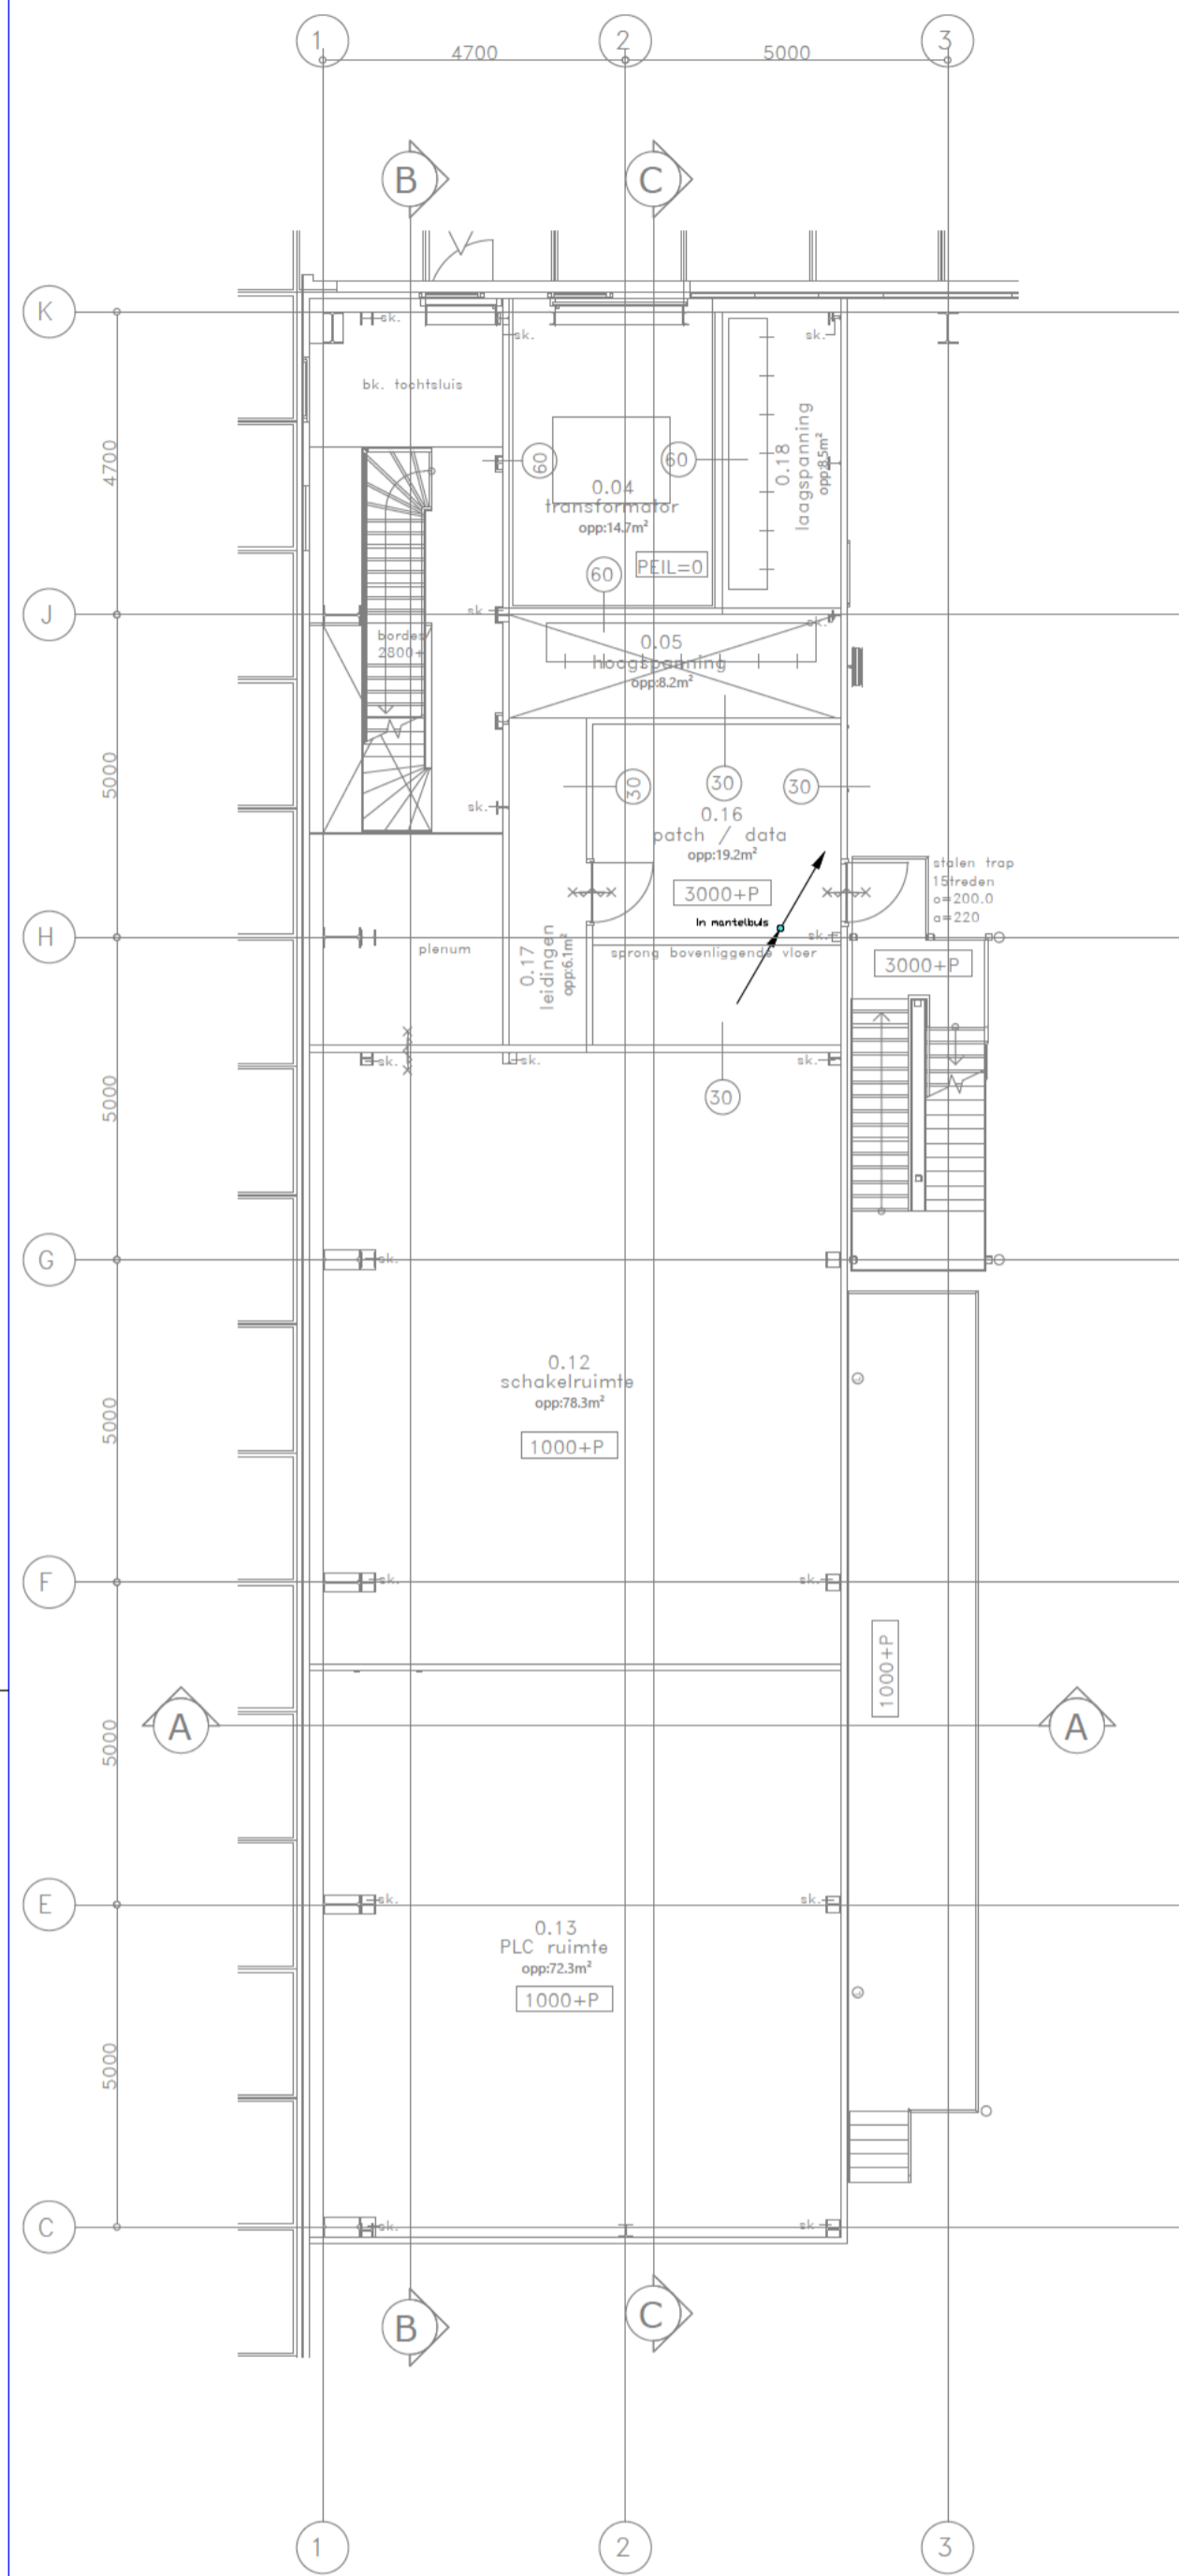 1
2
3
4700
5000
B
C
K
sk.
sk.
sk.
bk. tochtsluis
4700
0.18
laagspanning
opp:8.5m²
60
60
0.04
transformator
opp:14.7m²
PEIL=0
60
J
sk.
sk.
bordes
2800+
0.05
hoogspanning
opp:8.2m²
5000
30
30
30
sk.
0.16
patch / data
opp:19.2m²
3000+P
stalen trap
15treden
o=200.0
a=220
In mantelbuis
H
sk.
plenum
0.17
leidingen
opp:6.1m²
sprong bovenliggende vloer
3000+P
sk.
sk.
sk.
5000
30
G
sk.
0.12
schakelruimte
opp:78.3m²
5000
1000+P
F
sk.
sk.
1000+P
A
A
5000
E
sk.
sk.
0.13
PLC ruimte
opp:72.3m²
1000+P
5000
C
sk.
sk.
B
C
1
2
3